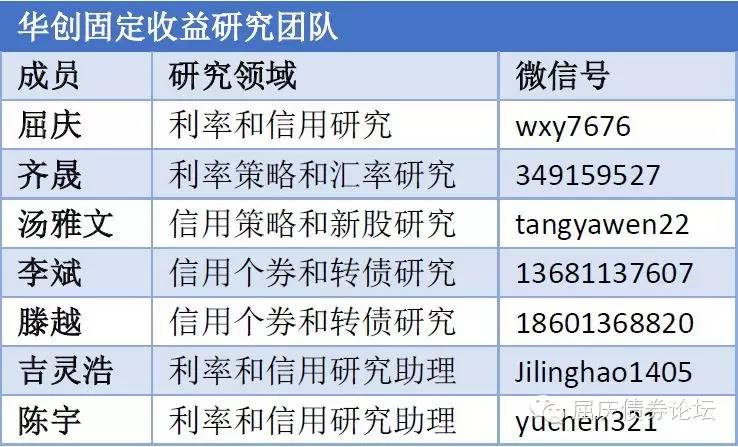 华创固定收益研究团队
成员 研究领域 微信号
屈庆 利率和信用研究 wxy7676
齐晟 利率策略和汇率研究 349159527
汤雅文 信用策略和新股研究 tangyawen22
李斌 信用个券和转债研究 13681137607
滕越 信用个券和转债研究 18601368820
吉灵浩 利率和信用研究助理 Jilinghao1405
陈宇 利率和信用研究助理 yuchen321
屈庆债券论坛